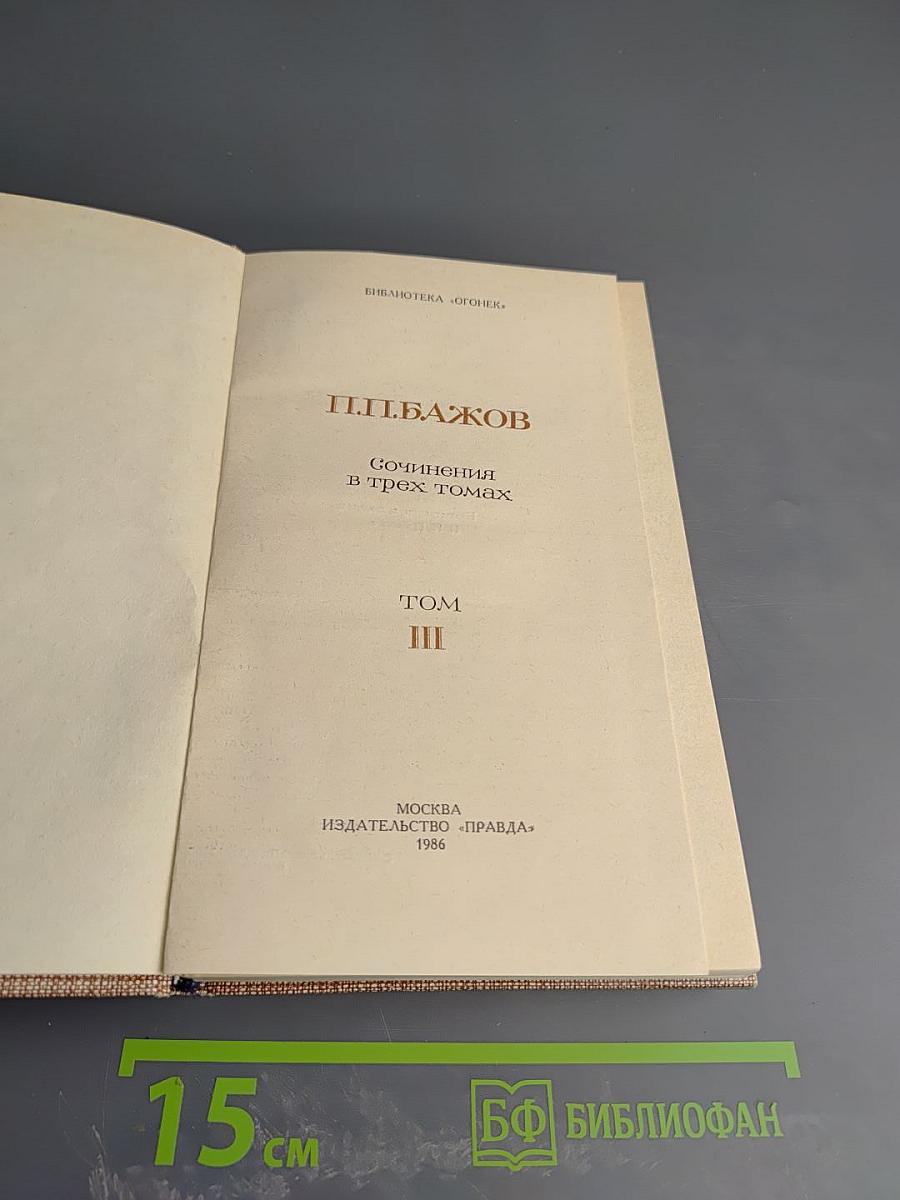 БИБЛИОТЕКА «ОГОНЕК»
П.П.БАЖОВ
Сочинения
в трех томах
ТОМ
III
МОСКВА
ИЗДАТЕЛЬСТВО «ПРАВДА»
1986
15 см
БФ БИБЛИОФАН